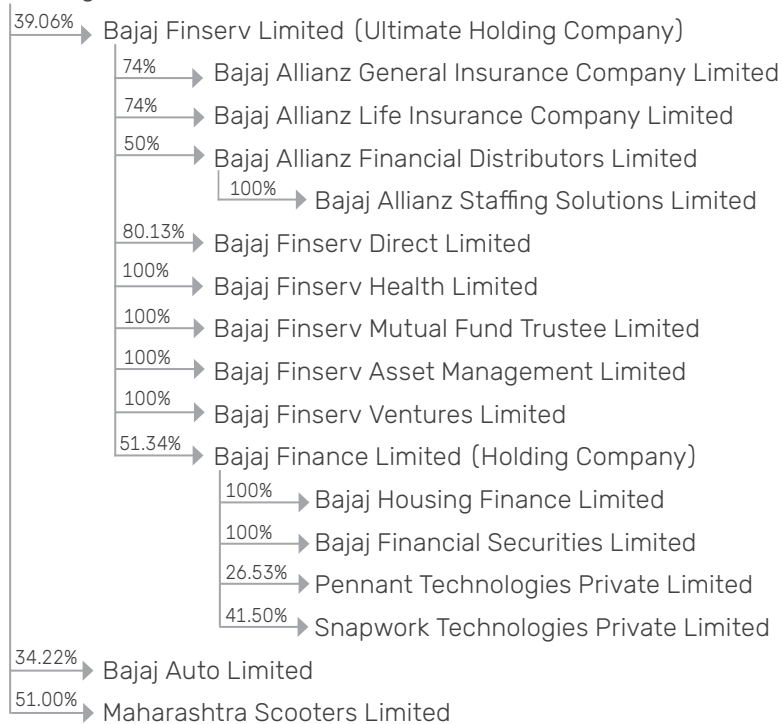 39.06% Bajaj Finserv Limited (Ultimate Holding Company)
74% Bajaj Allianz General Insurance Company Limited
74% Bajaj Allianz Life Insurance Company Limited
50% Bajaj Allianz Financial Distributors Limited
100% Bajaj Allianz Staffing Solutions Limited
80.13% Bajaj Finserv Direct Limited
100% Bajaj Finserv Health Limited
100% Bajaj Finserv Mutual Fund Trustee Limited
100% Bajaj Finserv Asset Management Limited
100% Bajaj Finserv Ventures Limited
51.34% Bajaj Finance Limited (Holding Company)
100% Bajaj Housing Finance Limited
100% Bajaj Financial Securities Limited
26.53% Pennant Technologies Private Limited
41.50% Snapwork Technologies Private Limited
34.22% Bajaj Auto Limited
51.00% Maharashtra Scooters Limited